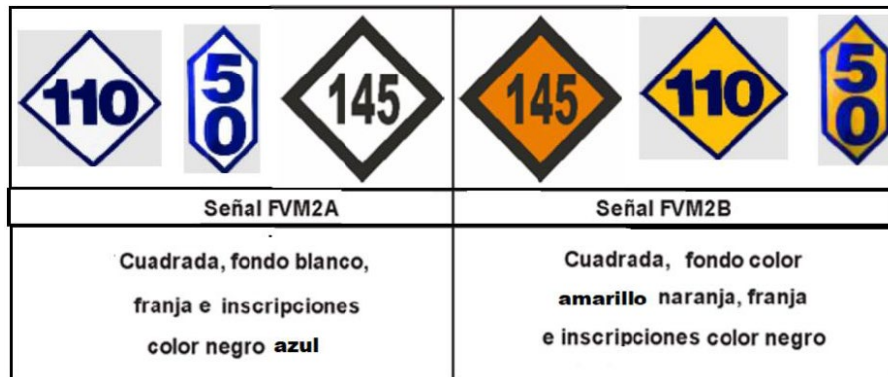 110
5
0
145
145
110
5
0
Señal FVM2A
Señal FVM2B
Cuadrada, fondo blanco,
franja e inscripciones
color negro azul
Cuadrada, fondo color
amarillo naranja, franja
e inscripciones color negro